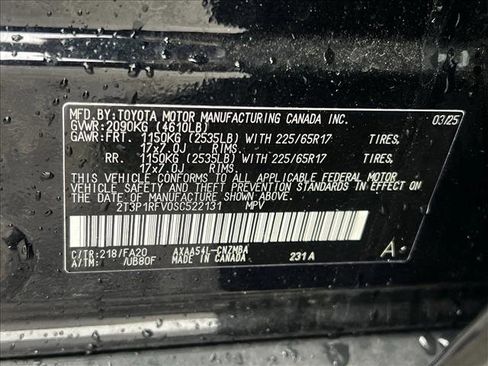 MFD.BY:TOYOTA MOTOR MANUFACTURING CANADA INC. 03/25
GVWR:2090KG (4610LB)
GAWR:FRT. 1150KG (2535LB) WITH 225/65R17 TIRES,
17x7.0J RIMS.
RR. 1150KG (2535LB) WITH 225/65R17 TIRES,
17x7.0J RIMS.
THIS VEHICLE CONFORMS TO ALL APPLICABLE FEDERAL MOTOR
VEHICLE SAFETY AND THEFT PREVENTION STANDARDS IN EFFECT
ON THE DATE OF MANUFACTURE SHOWN ABOVE.
2T3P1RFV0SC522131 MPV
C/TR:218/FA20 AXAA54L-CNZMBA
A/TM: /UB80F 231A A